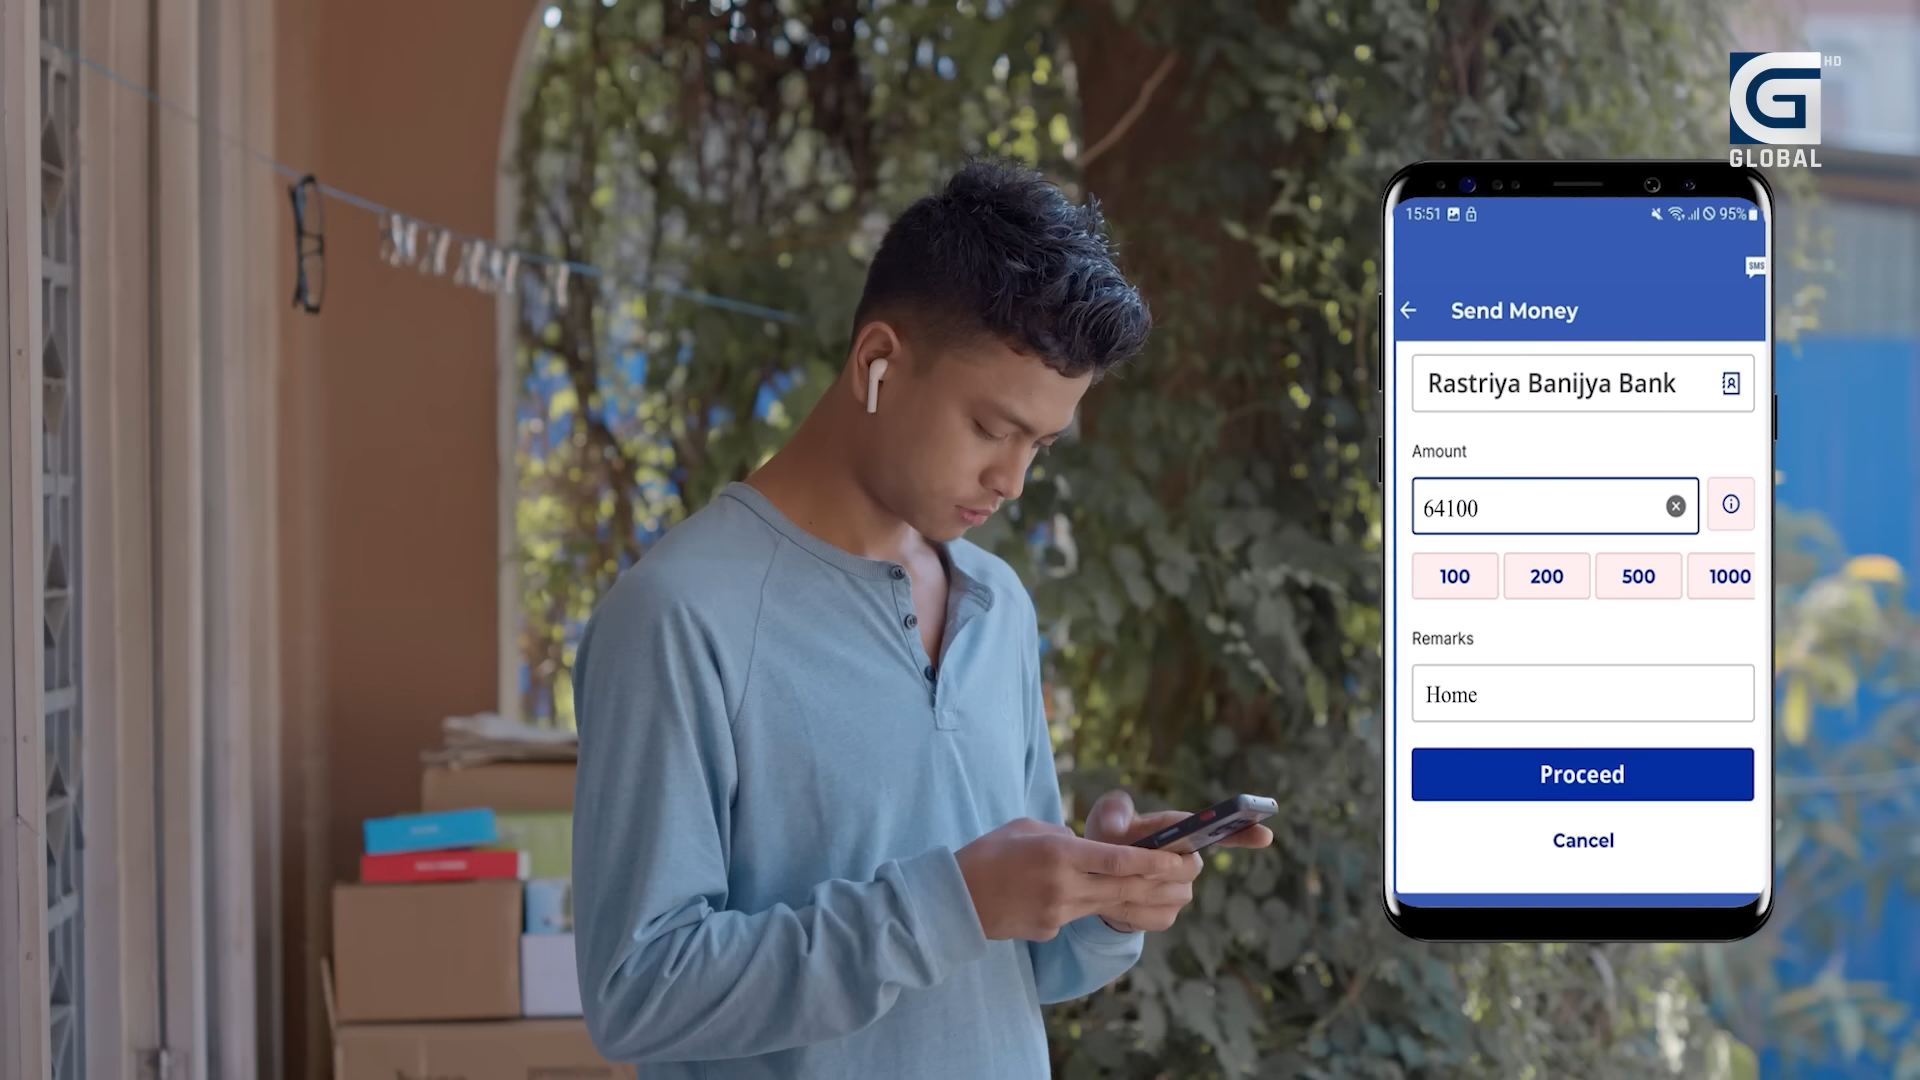 HD
GLOBAL
15:51
95%
SMS
Send Money
Rastriya Banijya Bank
Amount
64100
100 200 500 1000
Remarks
Home
Proceed
Cancel